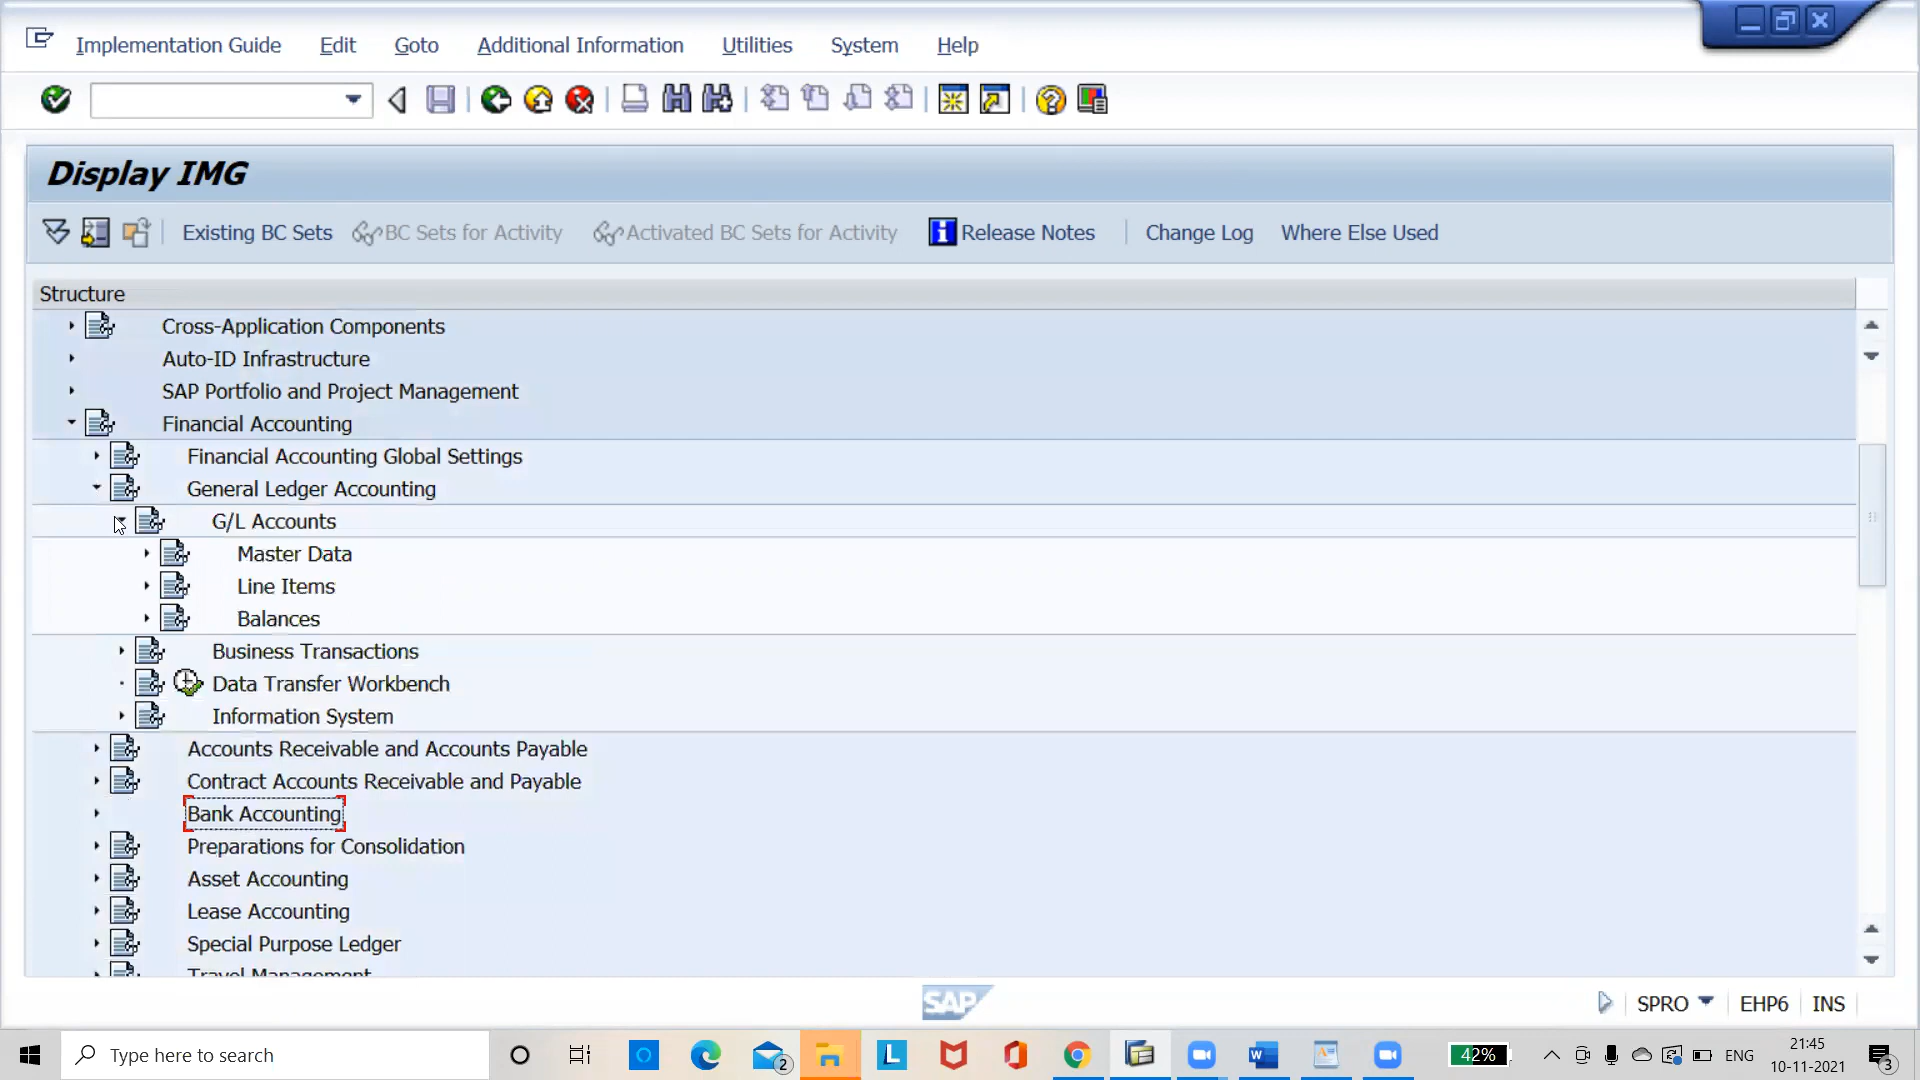 Implementation Guide Edit Goto Additional Information Utilities System Help
Display IMG
Existing BC Sets BC Sets for Activity Activated BC Sets for Activity i Release Notes Change Log Where Else Used
Structure
Cross-Application Components
Auto-ID Infrastructure
SAP Portfolio and Project Management
Financial Accounting
Financial Accounting Global Settings
General Ledger Accounting
G/L Accounts
Master Data
Line Items
Balances
Business Transactions
Data Transfer Workbench
Information System
Accounts Receivable and Accounts Payable
Contract Accounts Receivable and Payable
Bank Accounting
Preparations for Consolidation
Asset Accounting
Lease Accounting
Special Purpose Ledger
Travel Management
SAP SPRO EHP6 INS
Type here to search 2 L W 42% ENG 21:45
10-11-2021 3